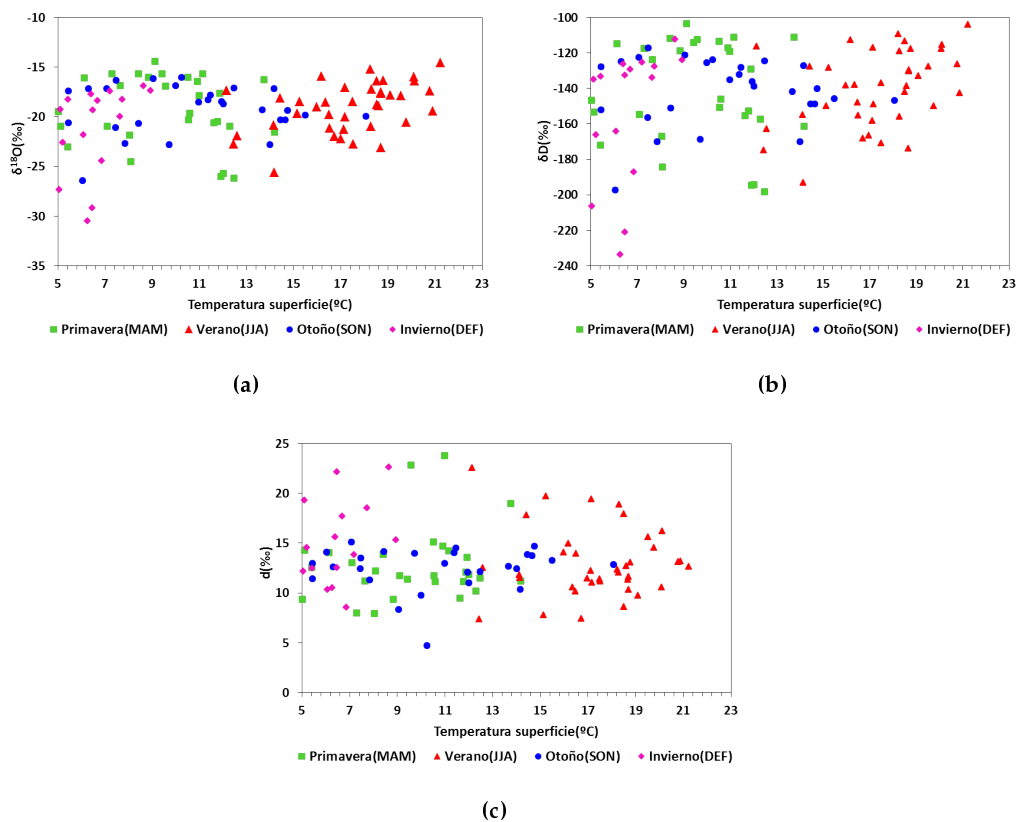 -10
-15
-20
-25
-30
-35
δ¹⁸O(‰)
5 7 9 11 13 15 17 19 21 23
Temperatura superficie(ºC)
Primavera(MAM) Verano(JJA) Otoño(SON) Invierno(DEF)
(a)
-100
-120
-140
-160
-180
-200
-220
-240
δD(‰)
5 7 9 11 13 15 17 19 21 23
Temperatura superficie(ºC)
Primavera(MAM) Verano(JJA) Otoño(SON) Invierno(DEF)
(b)
25
20
15
10
5
0
d(‰)
5 7 9 11 13 15 17 19 21 23
Temperatura superficie(ºC)
Primavera(MAM) Verano(JJA) Otoño(SON) Invierno(DEF)
(c)